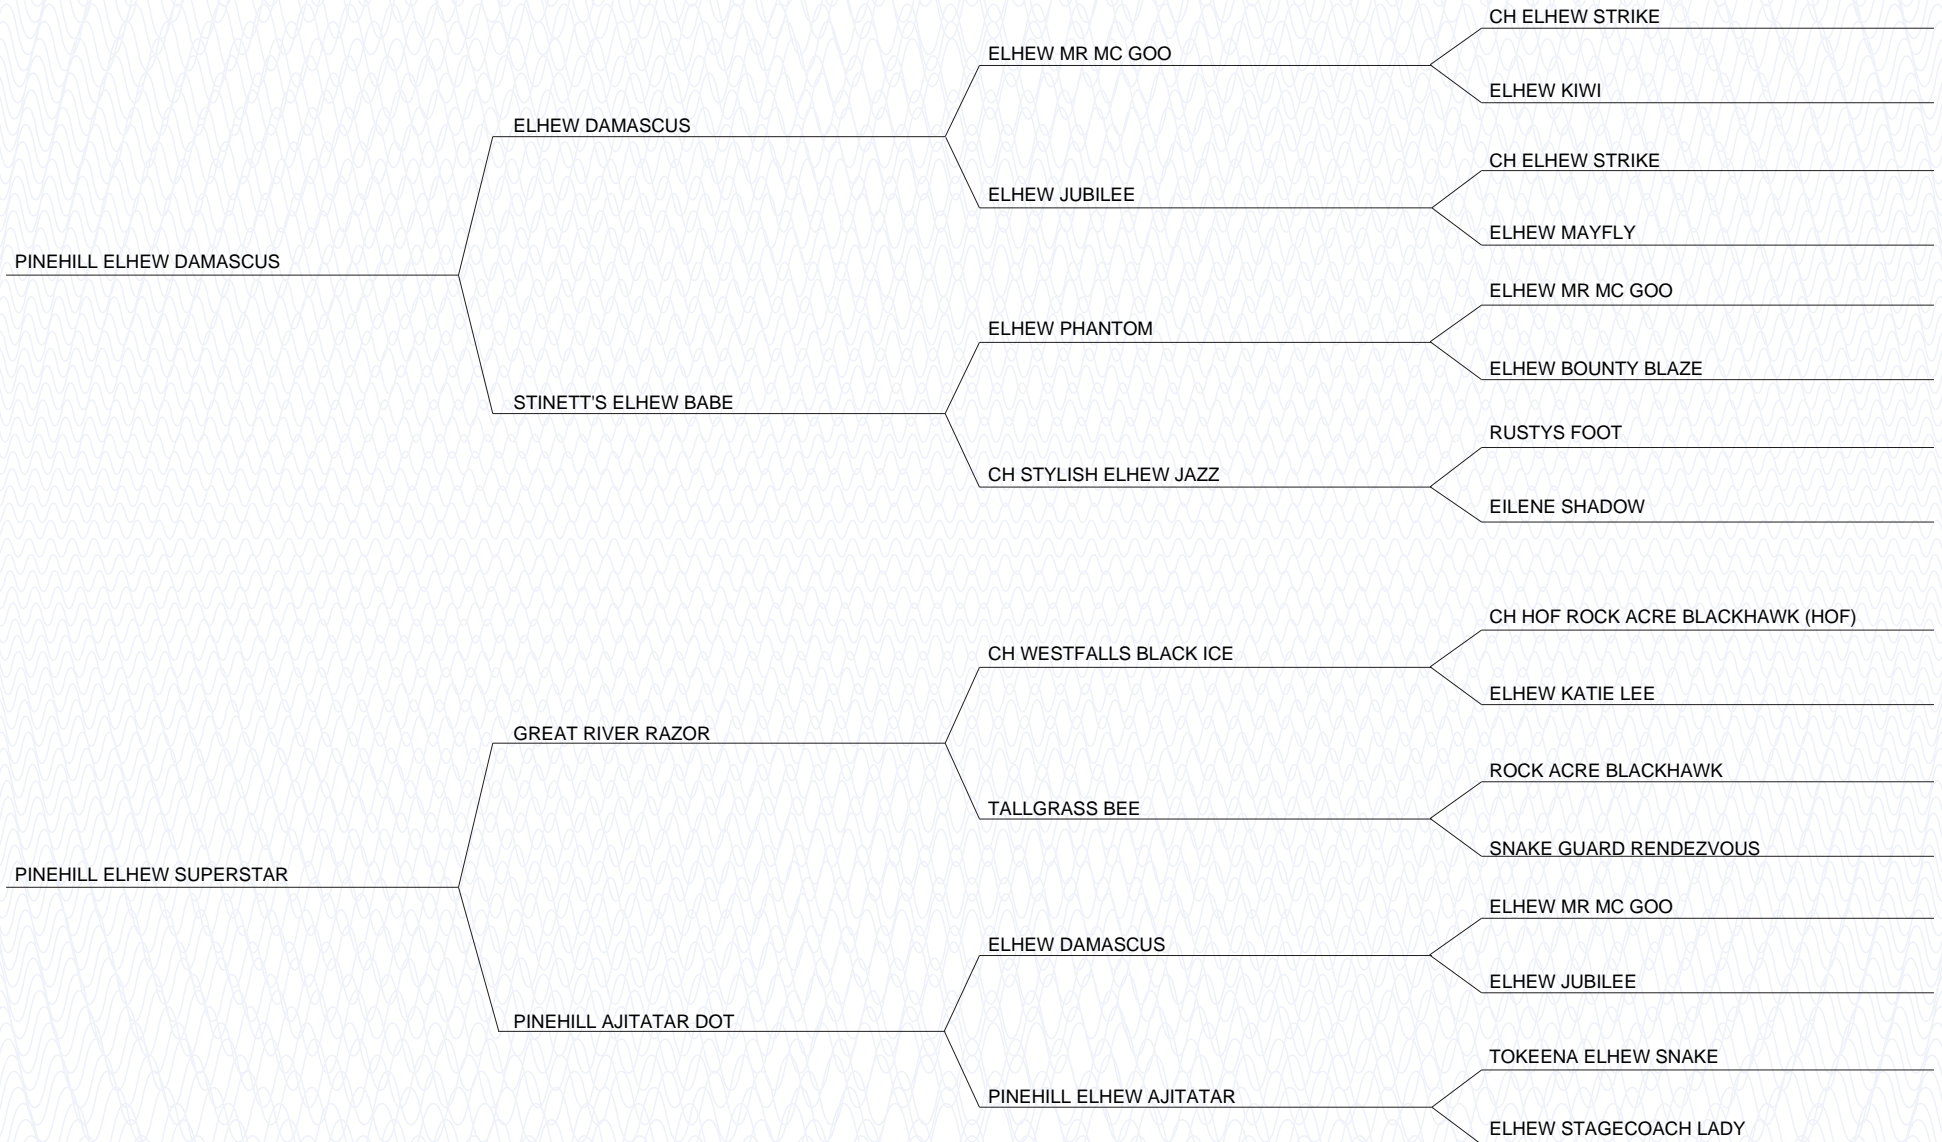 CH ELHEW STRIKE
ELHEW MR MC GOO
ELHEW KIWI
ELHEW DAMASCUS
CH ELHEW STRIKE
ELHEW JUBILEE
ELHEW MAYFLY
PINEHILL ELHEW DAMASCUS
ELHEW MR MC GOO
ELHEW PHANTOM
ELHEW BOUNTY BLAZE
STINETT'S ELHEW BABE
RUSTYS FOOT
CH STYLISH ELHEW JAZZ
EILENE SHADOW
CH HOF ROCK ACRE BLACKHAWK (HOF)
CH WESTFALLS BLACK ICE
ELHEW KATIE LEE
GREAT RIVER RAZOR
ROCK ACRE BLACKHAWK
TALLGRASS BEE
SNAKE GUARD RENDEZVOUS
PINEHILL ELHEW SUPERSTAR
ELHEW MR MC GOO
ELHEW DAMASCUS
ELHEW JUBILEE
PINEHILL AJITATAR DOT
TOKEENA ELHEW SNAKE
PINEHILL ELHEW AJITATAR
ELHEW STAGECOACH LADY